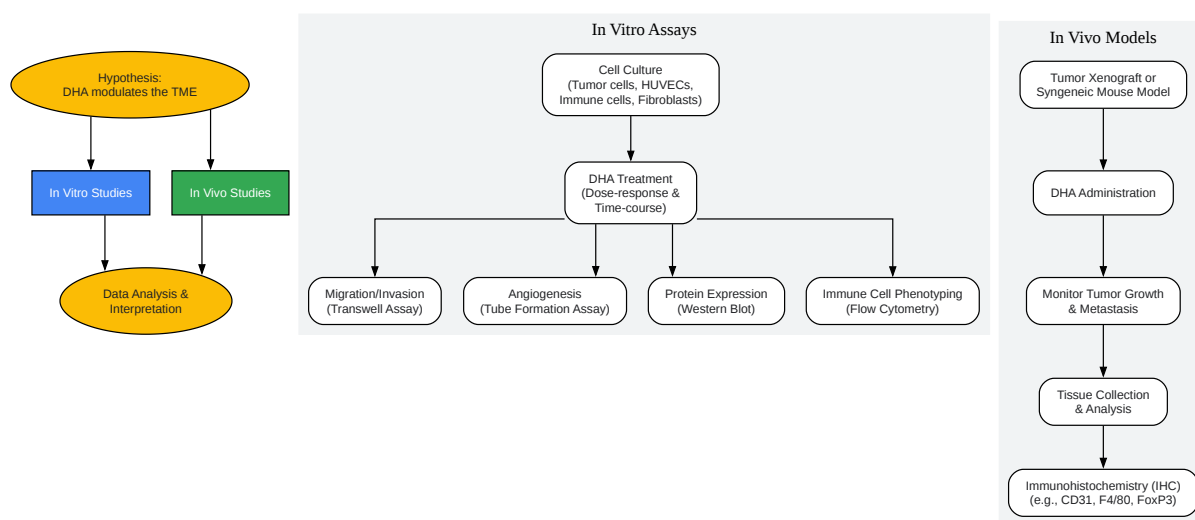 Hypothesis:
DHA modulates the TME
In Vitro Studies
In Vivo Studies
Data Analysis &
Interpretation
In Vitro Assays
Cell Culture
(Tumor cells, HUVECs,
Immune cells, Fibroblasts)
DHA Treatment
(Dose-response &
Time-course)
Migration/Invasion
(Transwell Assay)
Angiogenesis
(Tube Formation Assay)
Protein Expression
(Western Blot)
Immune Cell Phenotyping
(Flow Cytometry)
In Vivo Models
Tumor Xenograft or
Syngeneic Mouse Model
DHA Administration
Monitor Tumor Growth
& Metastasis
Tissue Collection
& Analysis
Immunohistochemistry (IHC)
(e.g., CD31, F4/80, FoxP3)